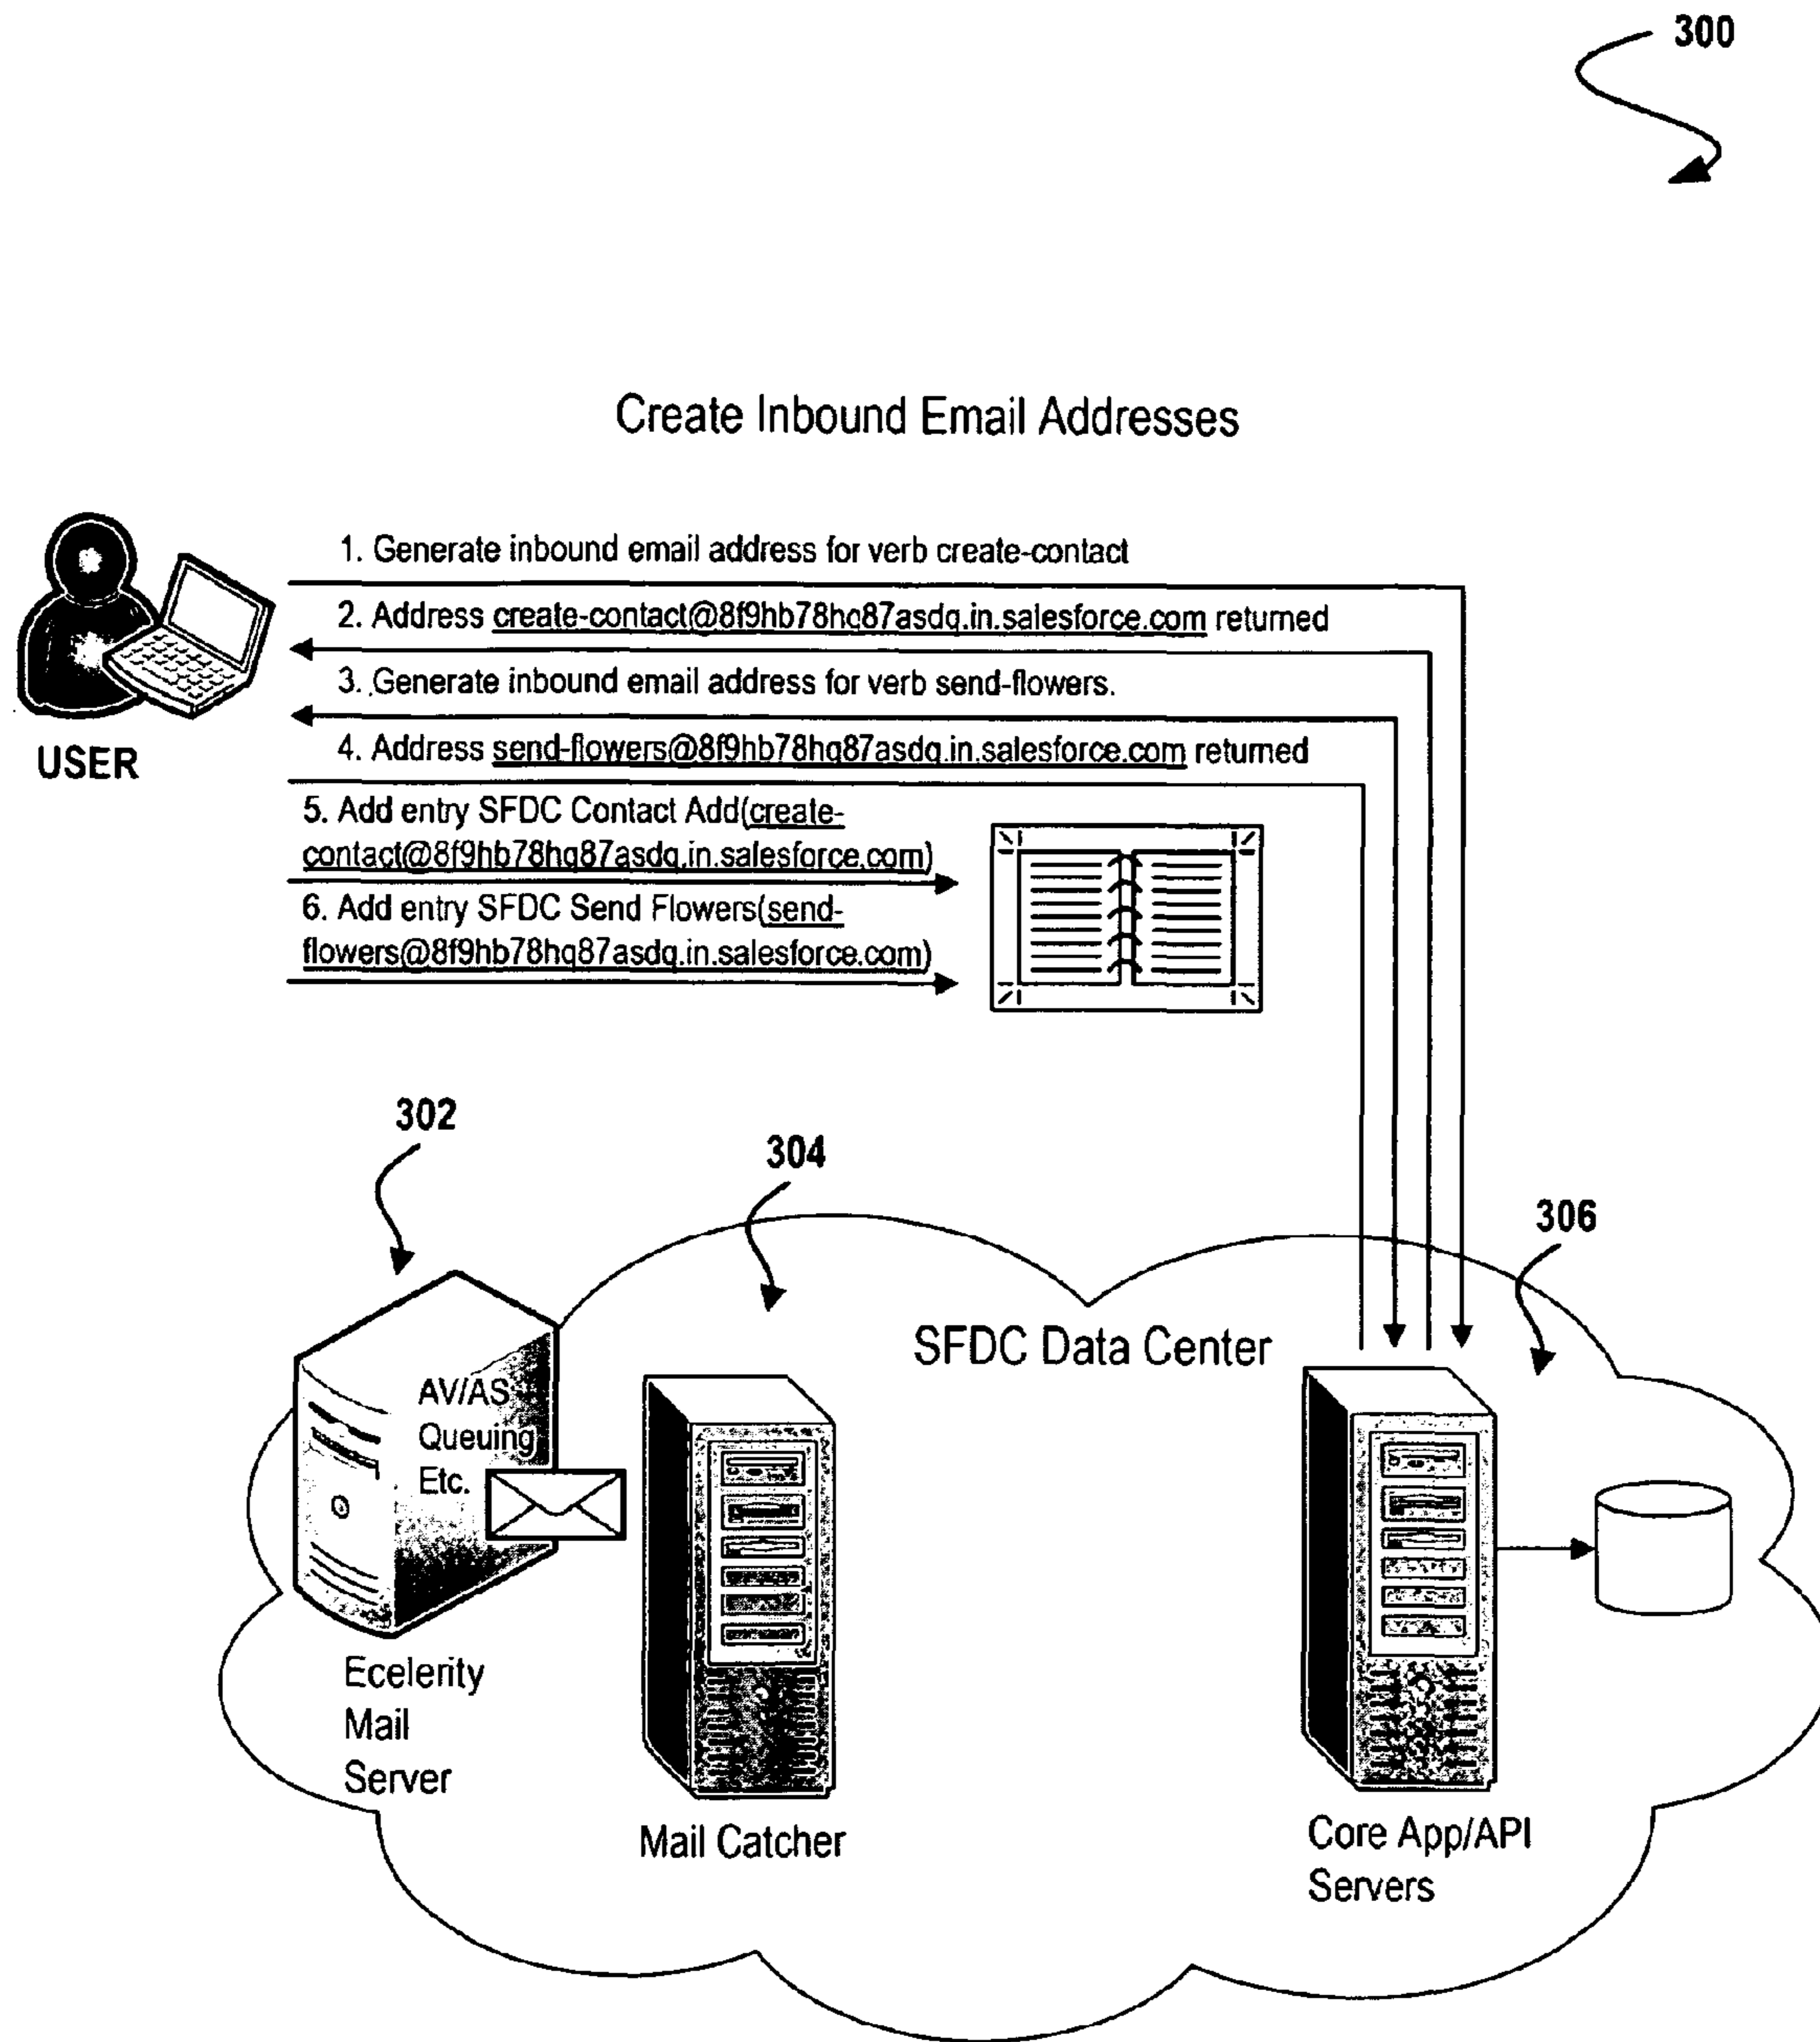 300
Create Inbound Email Addresses
1. Generate inbound email address for verb create-contact
2. Address create-contact@8f9hb78hq87asdq.in.salesforce.com returned
3. Generate inbound email address for verb send-flowers.
4. Address send-flowers@8f9hb78hq87asdq.in.salesforce.com returned
USER
5. Add entry SFDC Contact Add(create-
contact@8f9hb78hq87asdq.in.salesforce.com)
6. Add entry SFDC Send Flowers(send-
flowers@8f9hb78hq87asdq.in.salesforce.com)
302
304
306
SFDC Data Center
AV/AS
Queuing
Etc.
Ecelerity
Mail
Server
Mail Catcher
Core App/API
Servers